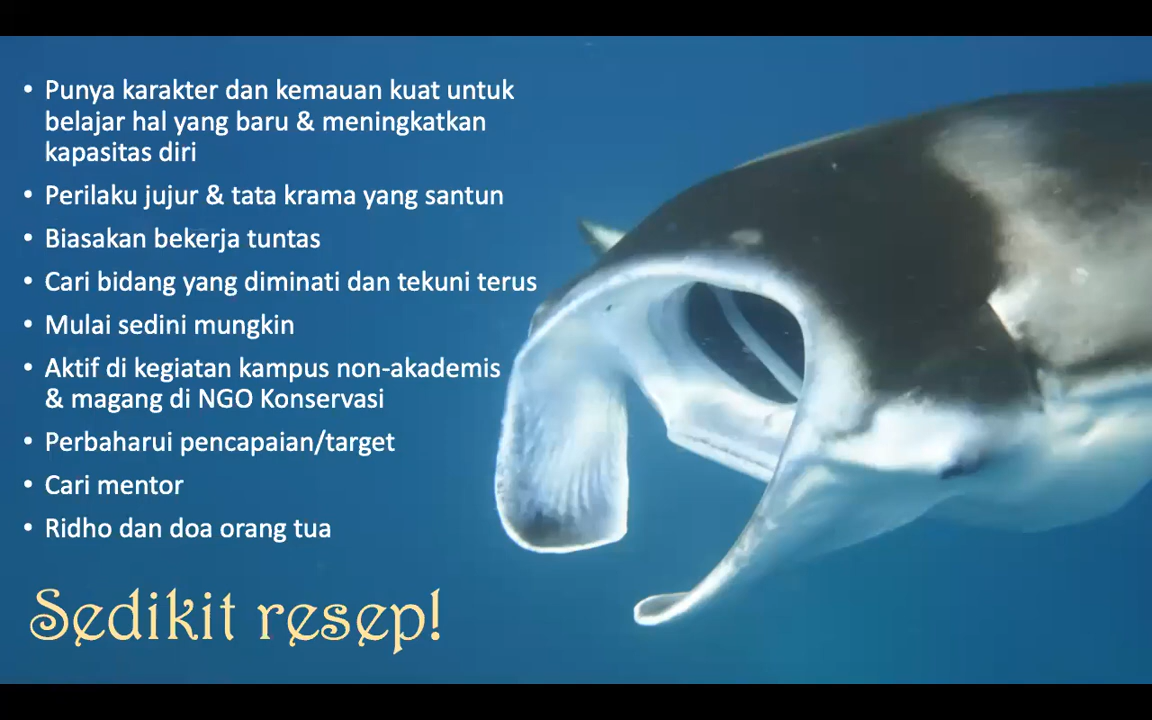 • Punya karakter dan kemauan kuat untuk
belajar hal yang baru & meningkatkan
kapasitas diri
• Perilaku jujur & tata krama yang santun
• Biasakan bekerja tuntas
• Cari bidang yang diminati dan tekuni terus
• Mulai sedini mungkin
• Aktif di kegiatan kampus non-akademis
& magang di NGO Konservasi
• Perbaharui pencapaian/target
• Cari mentor
• Ridho dan doa orang tua
Sedikit resep!